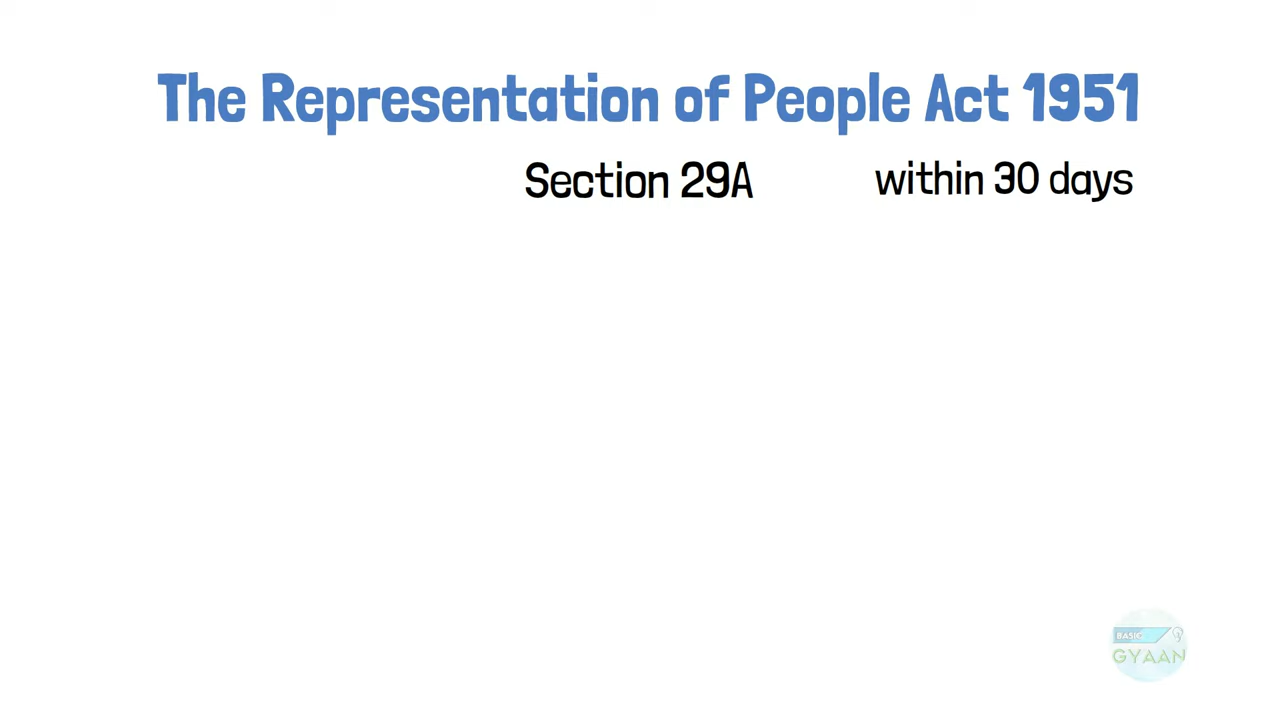 The Representation of People Act 1951
Section 29A within 30 days
BASIC
GYAAN